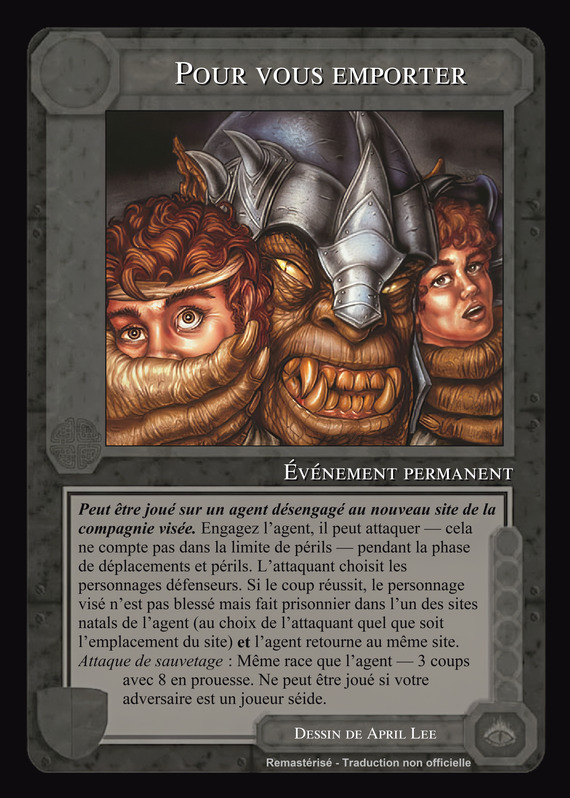 Pour vous emporter
Événement permanent
Peut être joué sur un agent désengagé au nouveau site de la
compagnie visée. Engagez l’agent, il peut attaquer — cela
ne compte pas dans la limite de périls — pendant la phase
de déplacements et périls. L’attaquant choisit les
personnages défenseurs. Si le coup réussit, le personnage
visé n’est pas blessé mais fait prisonnier dans l’un des sites
natals de l’agent (au choix de l’attaquant quel que soit
l’emplacement du site) et l’agent retourne au même site.
Attaque de sauvetage : Même race que l’agent — 3 coups
avec 8 en prouesse. Ne peut être joué si votre
adversaire est un joueur séide.
Dessin de April Lee
Remastérisé - Traduction non officielle